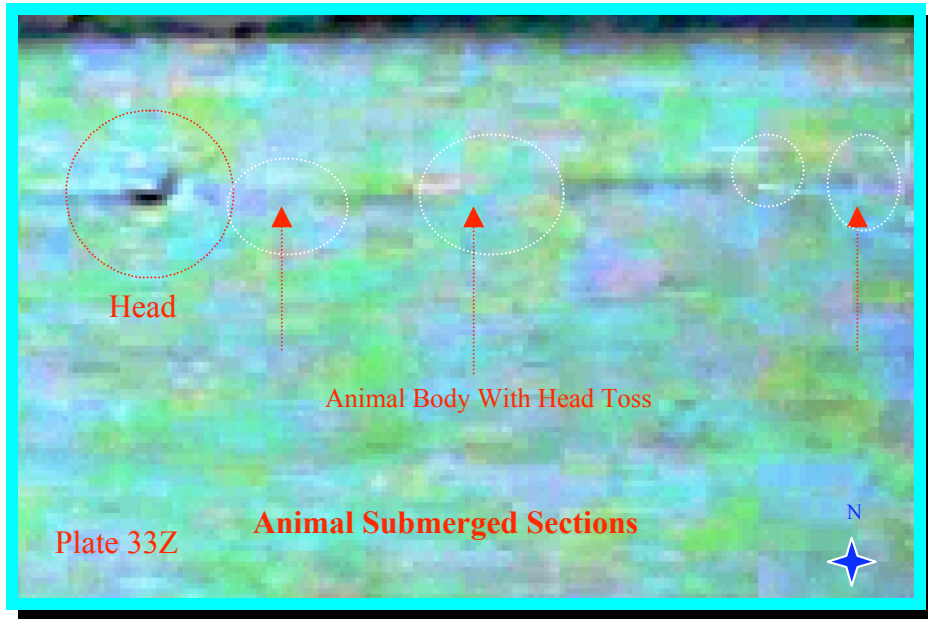 Head
Animal Body With Head Toss
Animal Submerged Sections
N
Plate 33Z